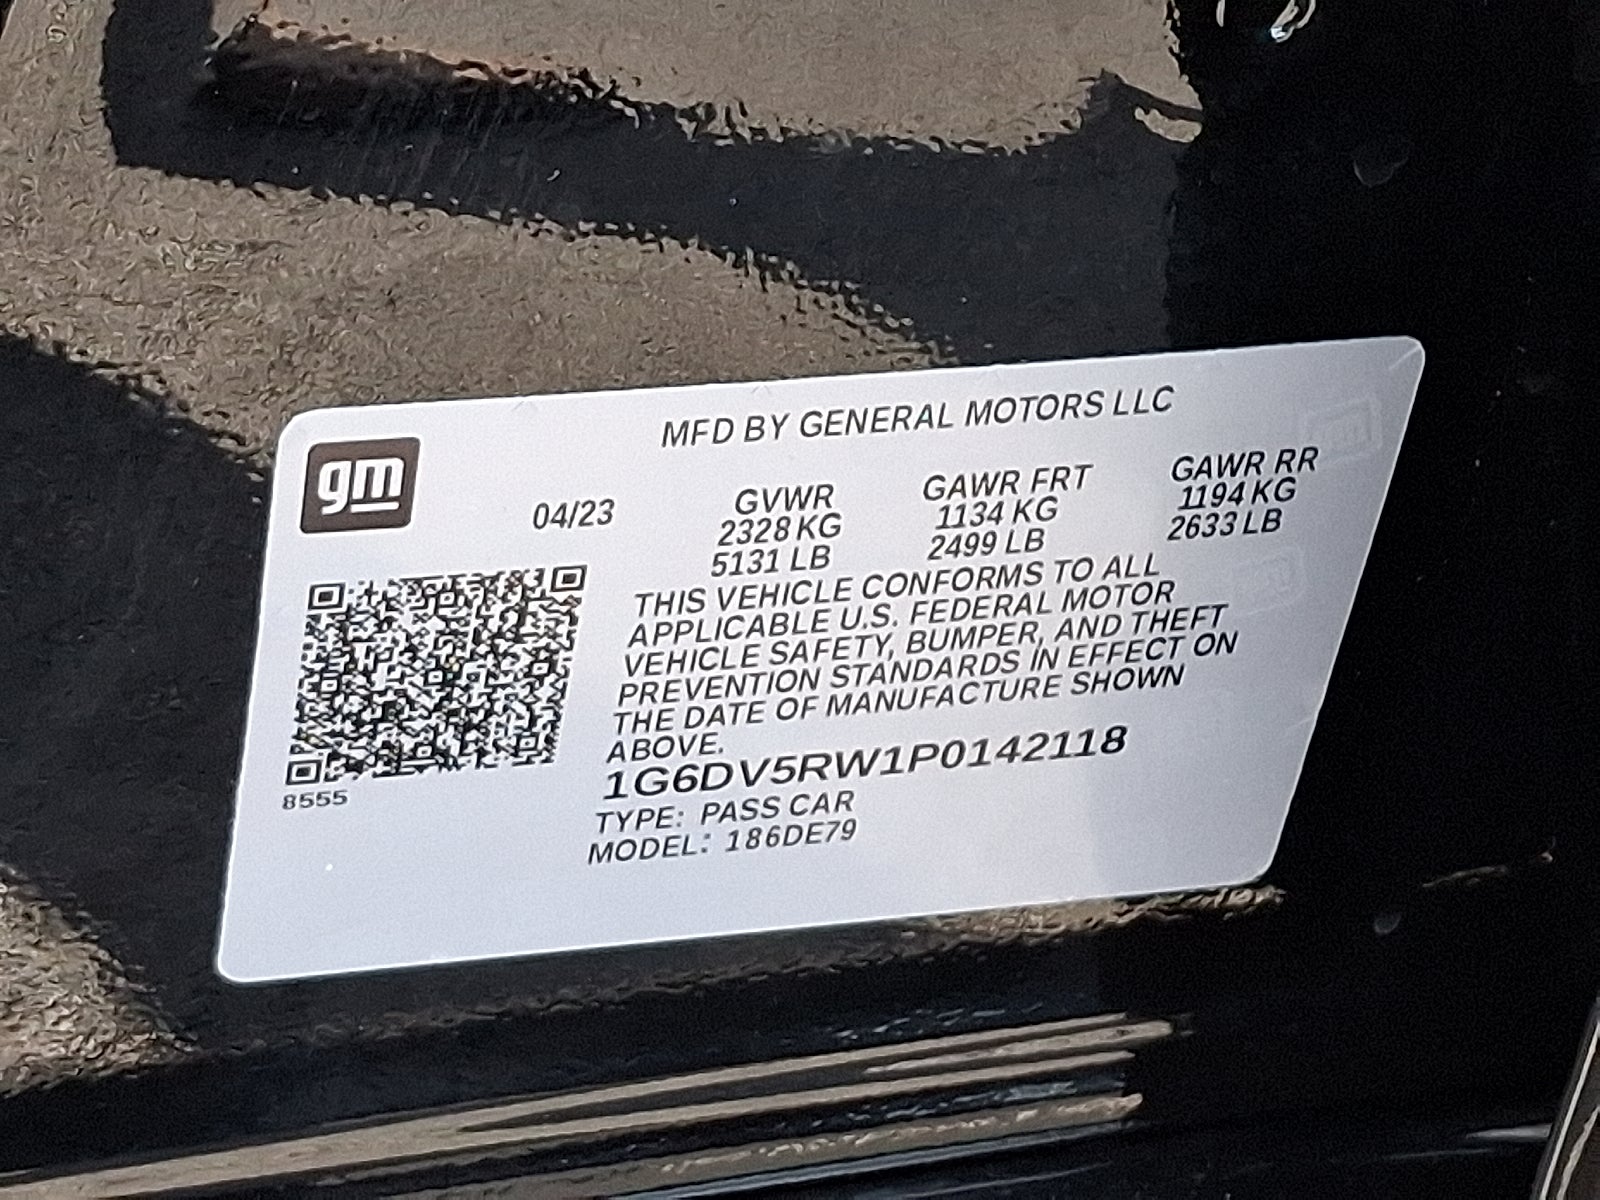 MFD BY GENERAL MOTORS LLC
gm
04/23
GVWR
2328 KG
5131 LB
GAWR FRT
1134 KG
2499 LB
GAWR RR
1194 KG
2633 LB
THIS VEHICLE CONFORMS TO ALL
APPLICABLE U.S. FEDERAL MOTOR
VEHICLE SAFETY, BUMPER, AND THEFT
PREVENTION STANDARDS IN EFFECT ON
THE DATE OF MANUFACTURE SHOWN
ABOVE.
1G6DV5RW1P0142118
TYPE: PASS CAR
MODEL: 186DE79
8555